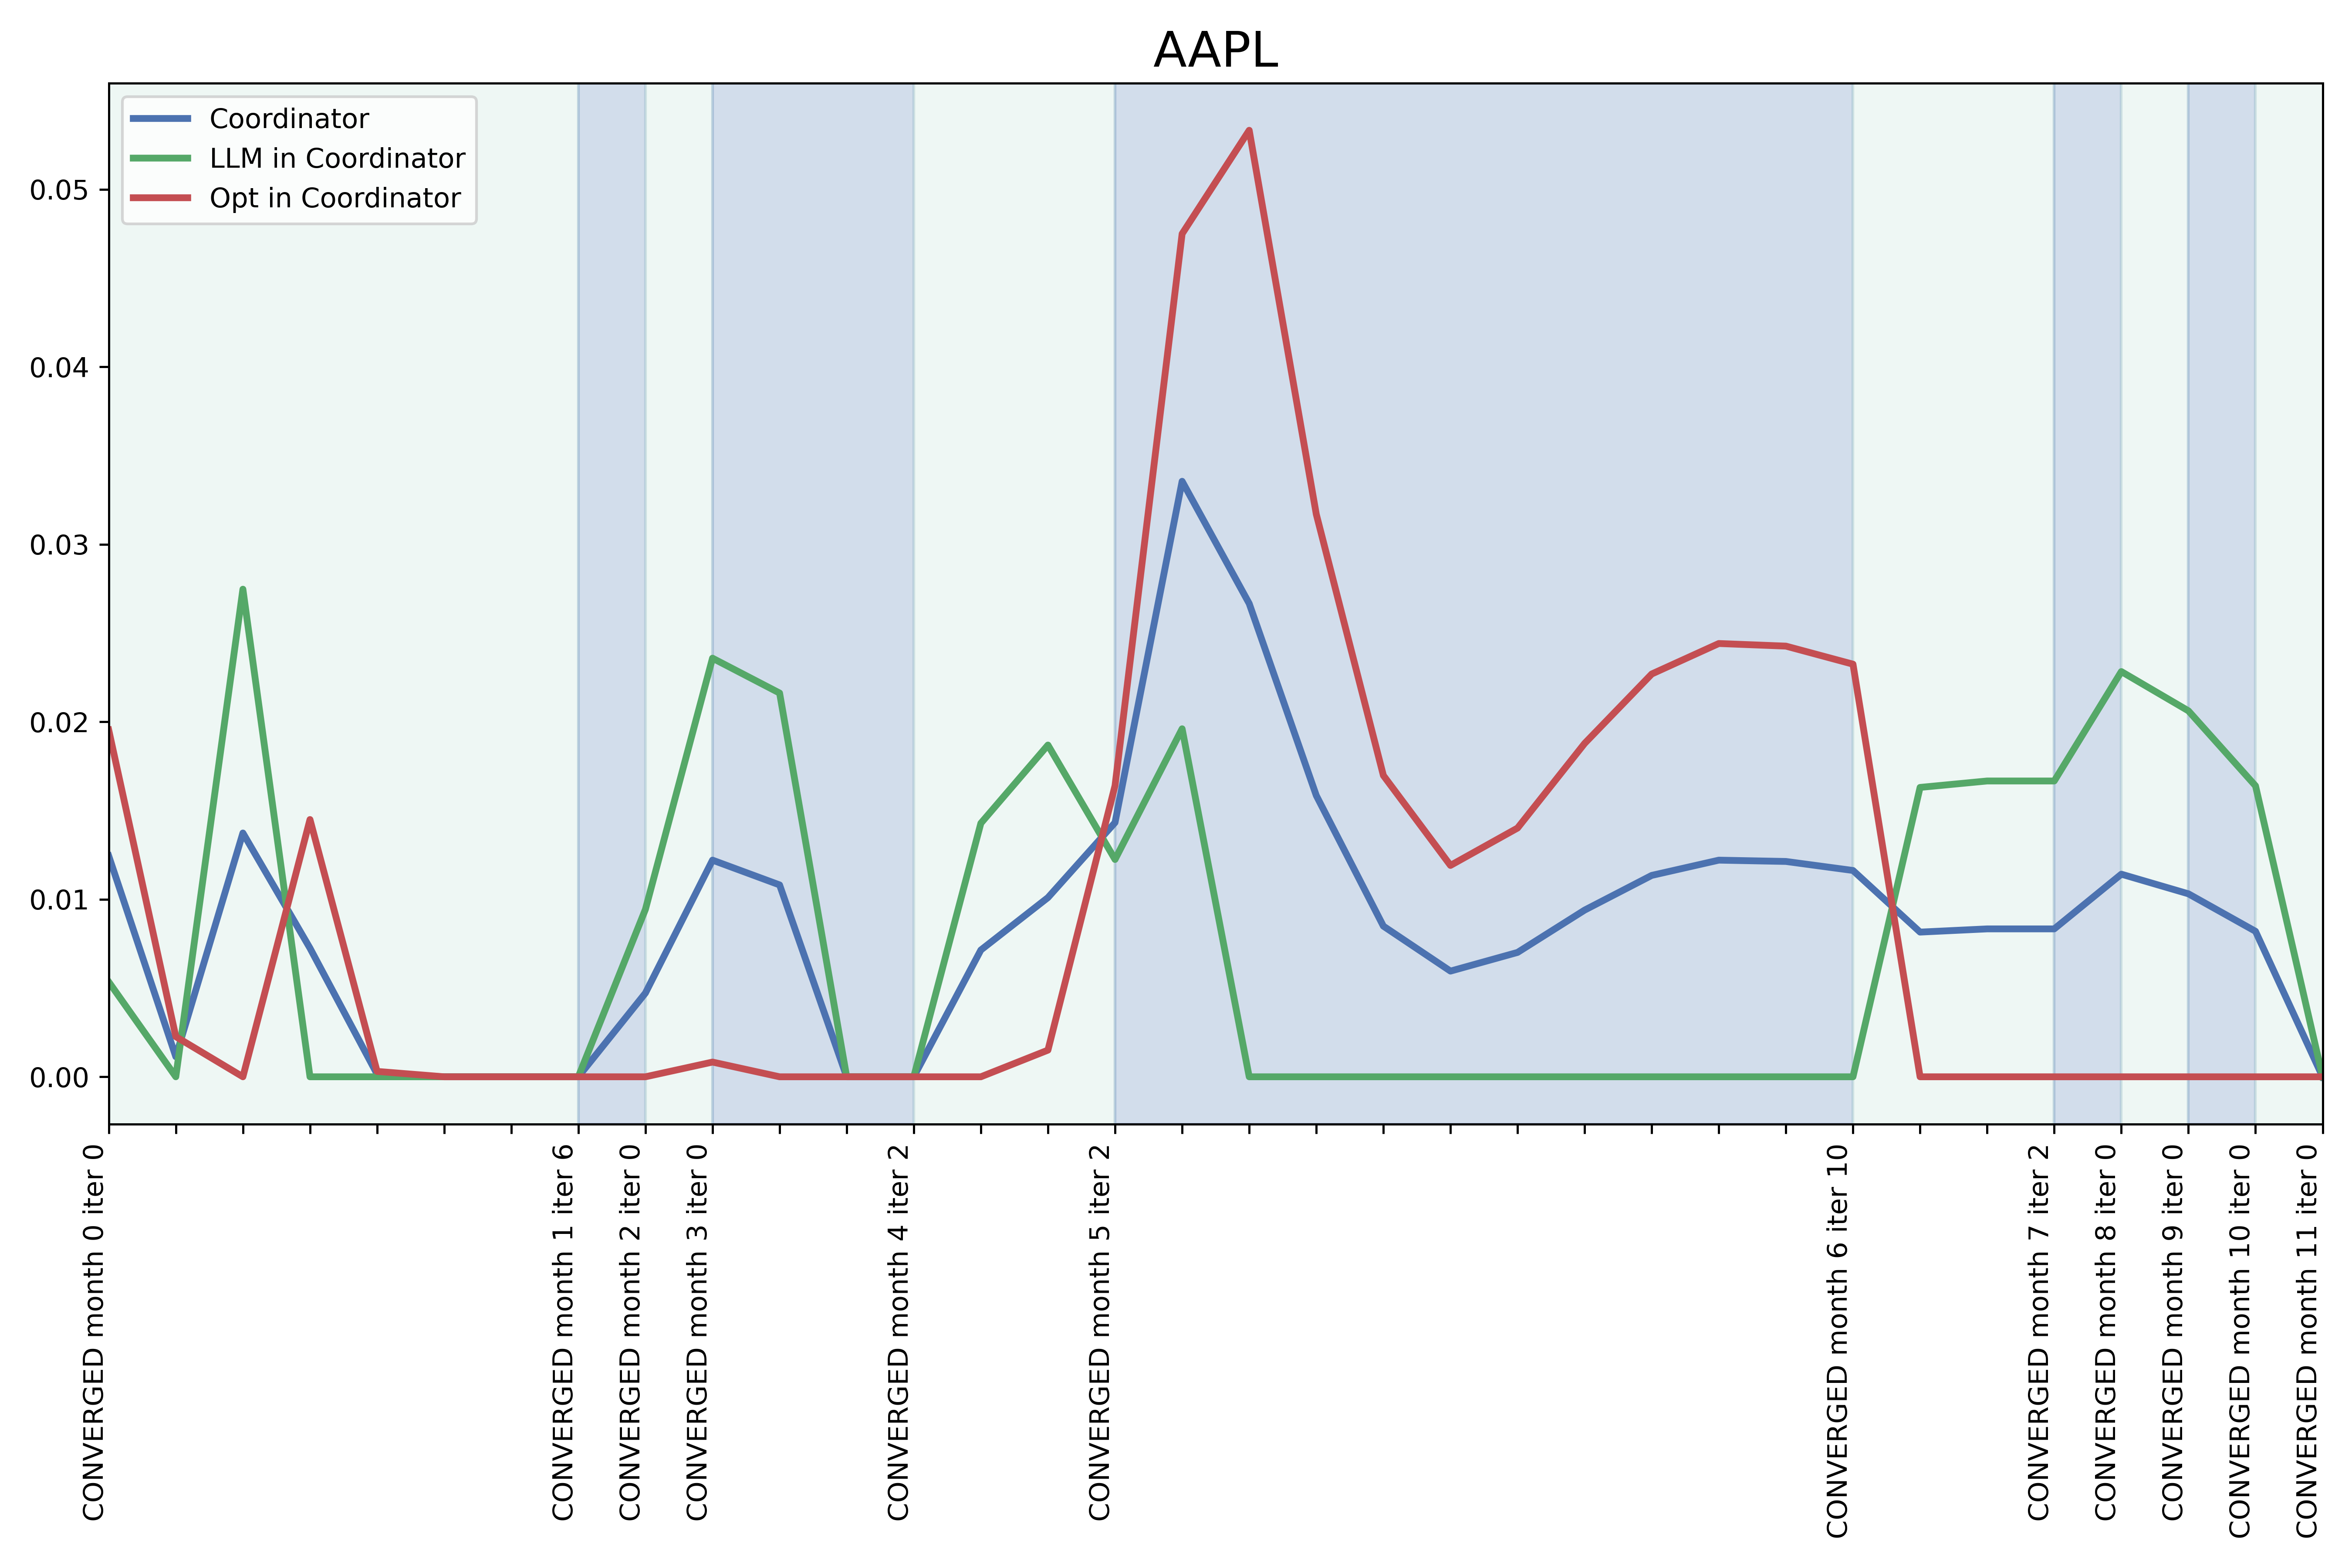 AAPL
Coordinator
LLM in Coordinator
Opt in Coordinator
0.05
0.04
0.03
0.02
0.01
0.00
CONVERGED month 0 iter 0
CONVERGED month 1 iter 6
CONVERGED month 2 iter 0
CONVERGED month 3 iter 0
CONVERGED month 4 iter 2
CONVERGED month 5 iter 2
CONVERGED month 6 iter 10
CONVERGED month 7 iter 2
CONVERGED month 8 iter 0
CONVERGED month 9 iter 0
CONVERGED month 10 iter 0
CONVERGED month 11 iter 0